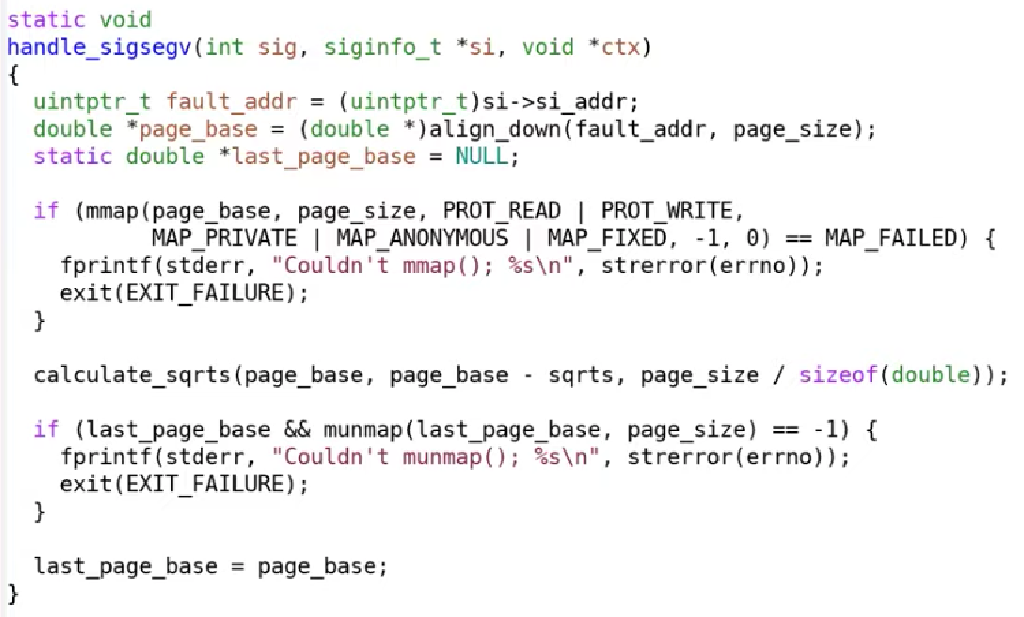 static void
handle_sigsegv(int sig, siginfo_t *si, void *ctx)
{
  uintptr_t fault_addr = (uintptr_t)si->si_addr;
  double *page_base = (double *)align_down(fault_addr, page_size);
  static double *last_page_base = NULL;

  if (mmap(page_base, page_size, PROT_READ | PROT_WRITE,
           MAP_PRIVATE | MAP_ANONYMOUS | MAP_FIXED, -1, 0) == MAP_FAILED) {
    fprintf(stderr, "Couldn't mmap(); %s\n", strerror(errno));
    exit(EXIT_FAILURE);
  }

  calculate_sqrts(page_base, page_base - sqrts, page_size / sizeof(double));

  if (last_page_base && munmap(last_page_base, page_size) == -1) {
    fprintf(stderr, "Couldn't munmap(); %s\n", strerror(errno));
    exit(EXIT_FAILURE);
  }

  last_page_base = page_base;
}